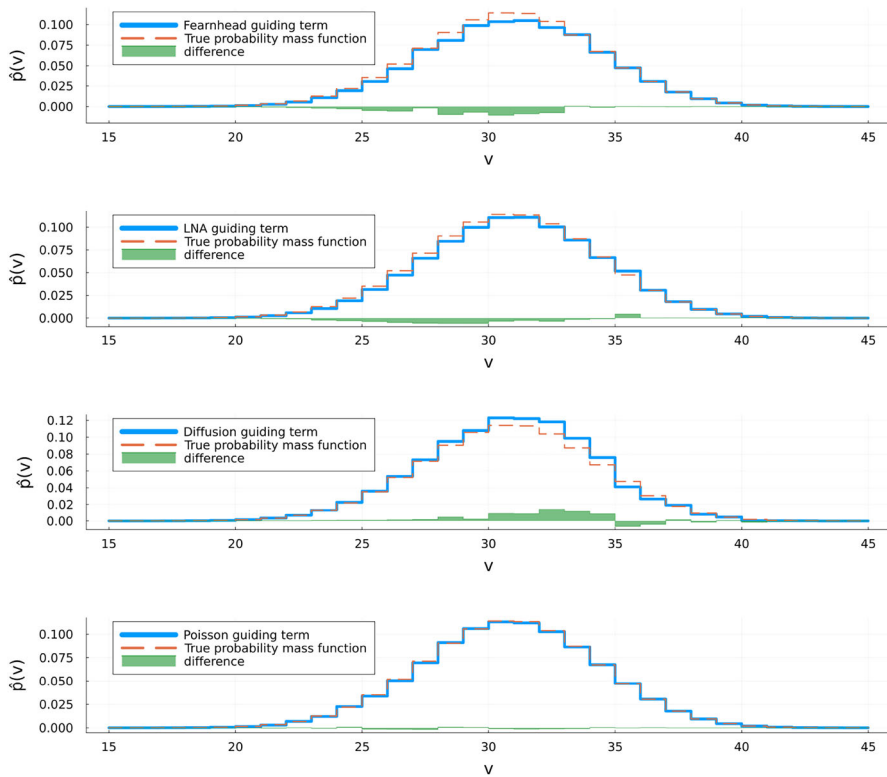 Fearnhead guiding term
True probability mass function
difference
p̂(v)
0.100
0.075
0.050
0.025
0.000
15 20 25 30 35 40 45
v
LNA guiding term
True probability mass function
difference
p̂(v)
0.100
0.075
0.050
0.025
0.000
15 20 25 30 35 40 45
v
Diffusion guiding term
True probability mass function
difference
p̂(v)
0.12
0.10
0.08
0.06
0.04
0.02
0.00
15 20 25 30 35 40 45
v
Poisson guiding term
True probability mass function
difference
p̂(v)
0.100
0.075
0.050
0.025
0.000
15 20 25 30 35 40 45
v